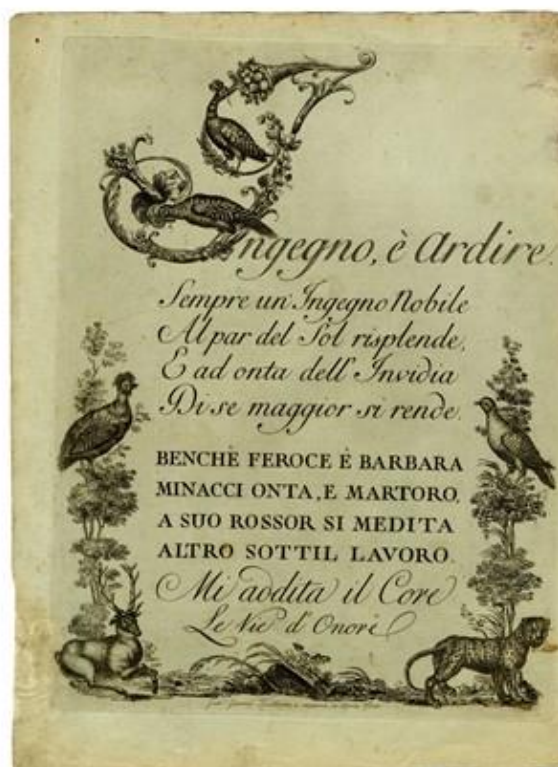 Ingegno, è Ardire.
Sempre un' Ingegno Nobile
Al par del Sol risplende,
E ad onta dell' Invidia
Di se maggior si rende.
BENCHÈ FEROCE È BARBARA
MINACCI ONTA, E MARTORO,
A SUO ROSSOR SI MEDITA
ALTRO SOTTIL LAVORO.
Mi addita il Core
Le Vie d' Onore